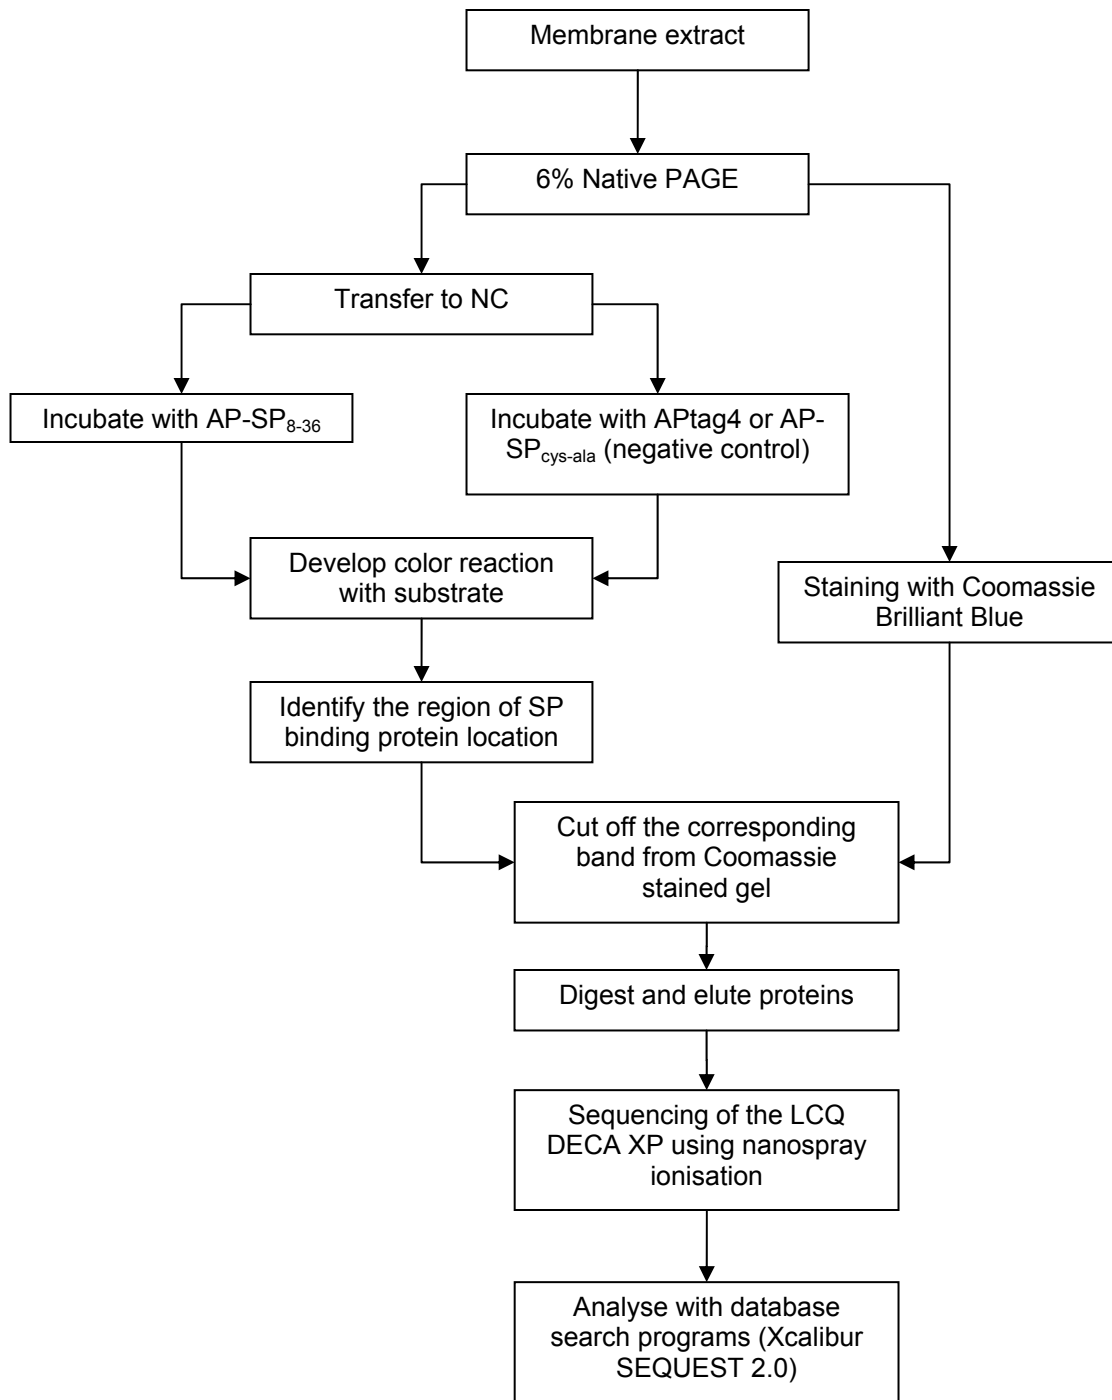 Membrane extract
6% Native PAGE
Transfer to NC
Incubate with AP-SP8-36
Incubate with APtag4 or AP-
SPcys-ala (negative control)
Develop color reaction
with substrate
Staining with Coomassie
Brilliant Blue
Identify the region of SP
binding protein location
Cut off the corresponding
band from Coomassie
stained gel
Digest and elute proteins
Sequencing of the LCQ
DECA XP using nanospray
ionisation
Analyse with database
search programs (Xcalibur
SEQUEST 2.0)